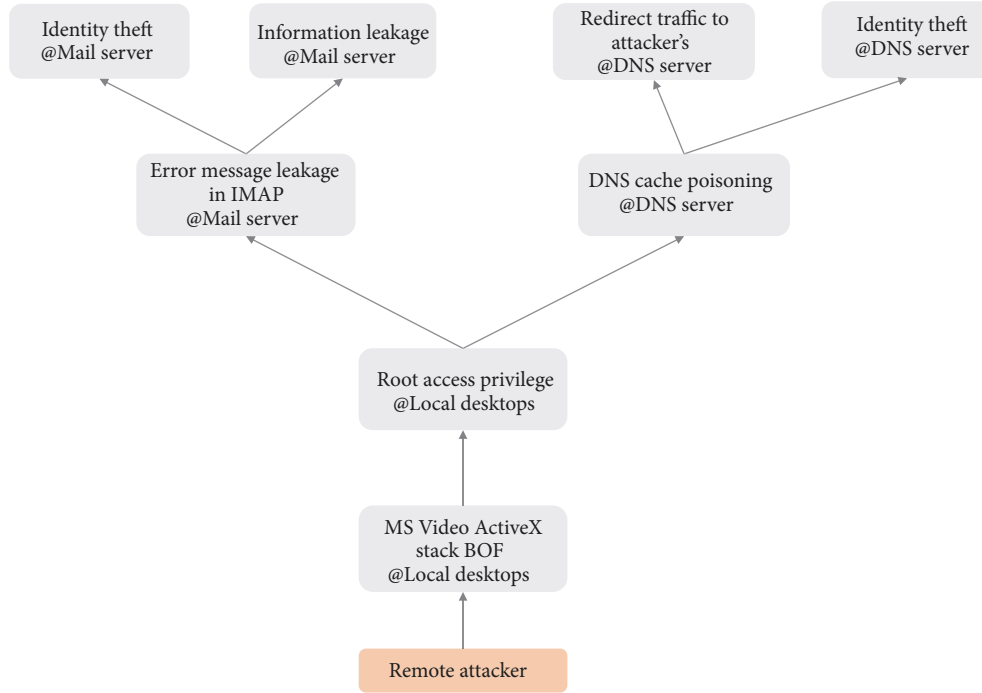 Identity theft
@Mail server
Information leakage
@Mail server
Redirect traffic to
attacker's
@DNS server
Identity theft
@DNS server
Error message leakage
in IMAP
@Mail server
DNS cache poisoning
@DNS server
Root access privilege
@Local desktops
MS Video ActiveX
stack BOF
@Local desktops
Remote attacker